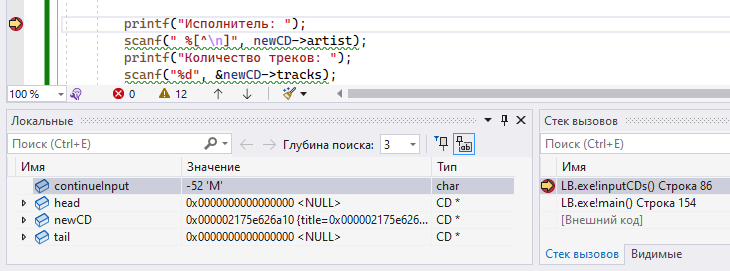 printf("Исполнитель: ");
scanf(" %[^\n]", newCD->artist);
printf("Количество треков: ");
scanf("%d", &newCD->tracks);
100 % 0 12
Локальные
Поиск (Ctrl+E) Глубина поиска: 3
Имя Значение Тип
continueInput -52 'М' char
head 0x0000000000000000 <NULL> CD *
newCD 0x000002175e626a10 {title=0x000002175e626... CD *
tail 0x0000000000000000 <NULL> CD *
Стек вызовов
Поиск (Ctrl+E)
Имя
LB.exe!inputCDs() Строка 86
LB.exe!main() Строка 154
[Внешний код]
Стек вызовов Видимые